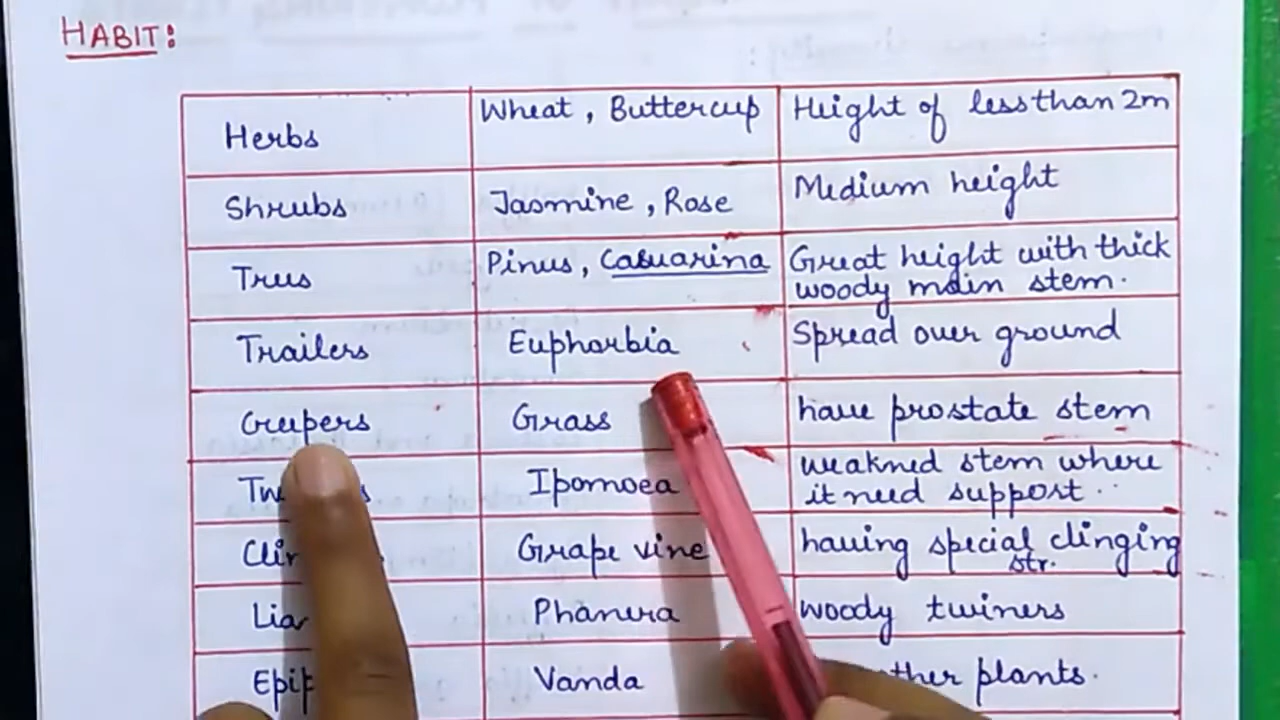 HABIT:
Herbs Wheat, Buttercup Height of less than 2m
Shrubs Jasmine, Rose Medium height
Trees Pinus, Casuarina Great height with thick
woody main stem.
Trailers Euphorbia Spread over ground
Creepers Grass have prostate stem
Ipomoea weakned stem where
it need support.
Grape vine having special clinging
str.
Phanera woody twiners
Vanda plants.